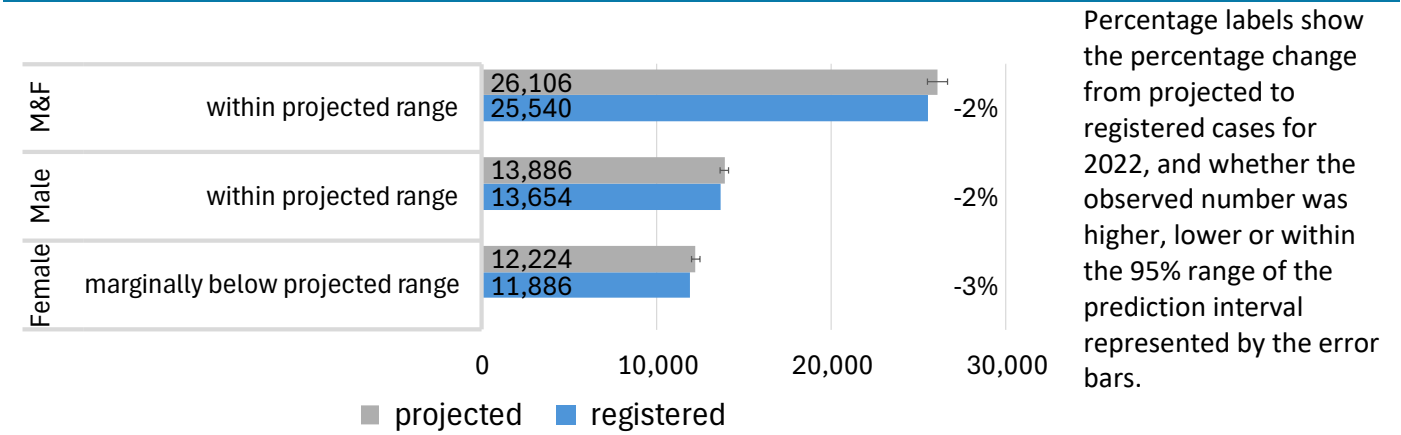 M&F
within projected range
26,106
25,540
-2%
Male
within projected range
13,886
13,654
-2%
Female
marginally below projected range
12,224
11,886
-3%
0
10,000
20,000
30,000
projected
registered
Percentage labels show
the percentage change
from projected to
registered cases for
2022, and whether the
observed number was
higher, lower or within
the 95% range of the
prediction interval
represented by the error
bars.